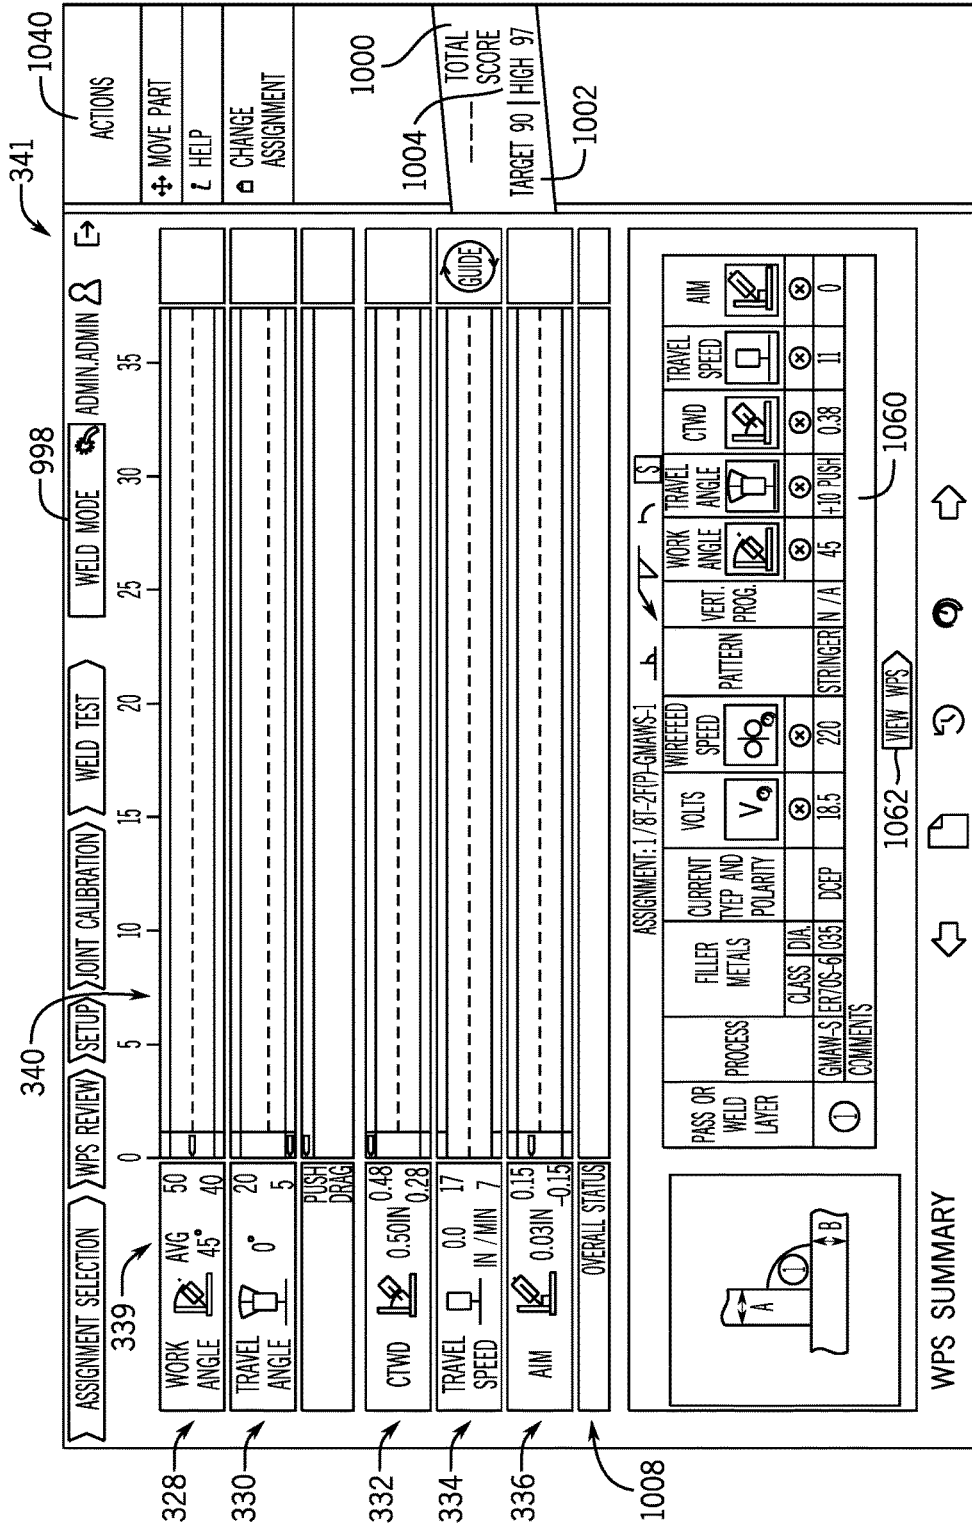 341
1040
998
ASSIGNMENT SELECTION
WPS REVIEW
SETUP
JOINT CALIBRATION
WELD TEST
WELD MODE
ADMIN.ADMIN
ACTIONS
MOVE PART
i HELP
CHANGE
ASSIGNMENT
1000
1004
TOTAL
SCORE
TARGET 90 | HIGH 97
1002
339
340
0 5 10 15 20 25 30 35
328
WORK
ANGLE
AVG
45°
50
40
330
TRAVEL
ANGLE
0°
20
5
PUSH
DRAG
332
CTWD
0.50IN
0.48
0.28
334
TRAVEL
SPEED
0.0
IN /MIN
17
7
GUIDE
336
AIM
0.03IN
0.15
-0.15
1008
OVERALL STATUS
A
B
1
ASSIGNMENT: 1 / 8T-2F(P)-GMAWS-1
S
PASS OR
WELD
LAYER
PROCESS
FILLER
METALS
CLASS
DIA.
CURRENT
TYEP AND
POLARITY
VOLTS
V
WIREFEED
SPEED
PATTERN
VERT.
PROG.
WORK
ANGLE
TRAVEL
ANGLE
CTWD
TRAVEL
SPEED
AIM
1 GMAW-S ER70S-6 035 DCEP 18.5 220 STRINGER N / A 45 +10 PUSH 0.38 11 0
COMMENTS
1060
1062
VIEW WPS
WPS SUMMARY